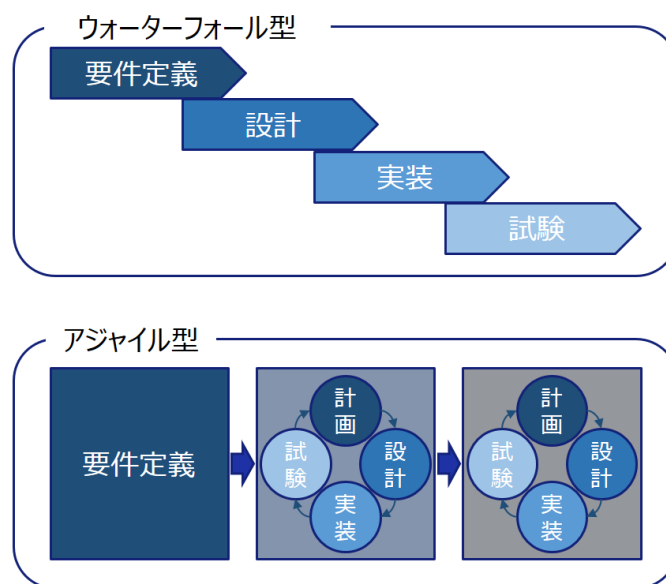 ウォーターフォール型
要件定義
設計
実装
試験
アジャイル型
要件定義
計画
設計
実装
試験
計画
設計
実装
試験